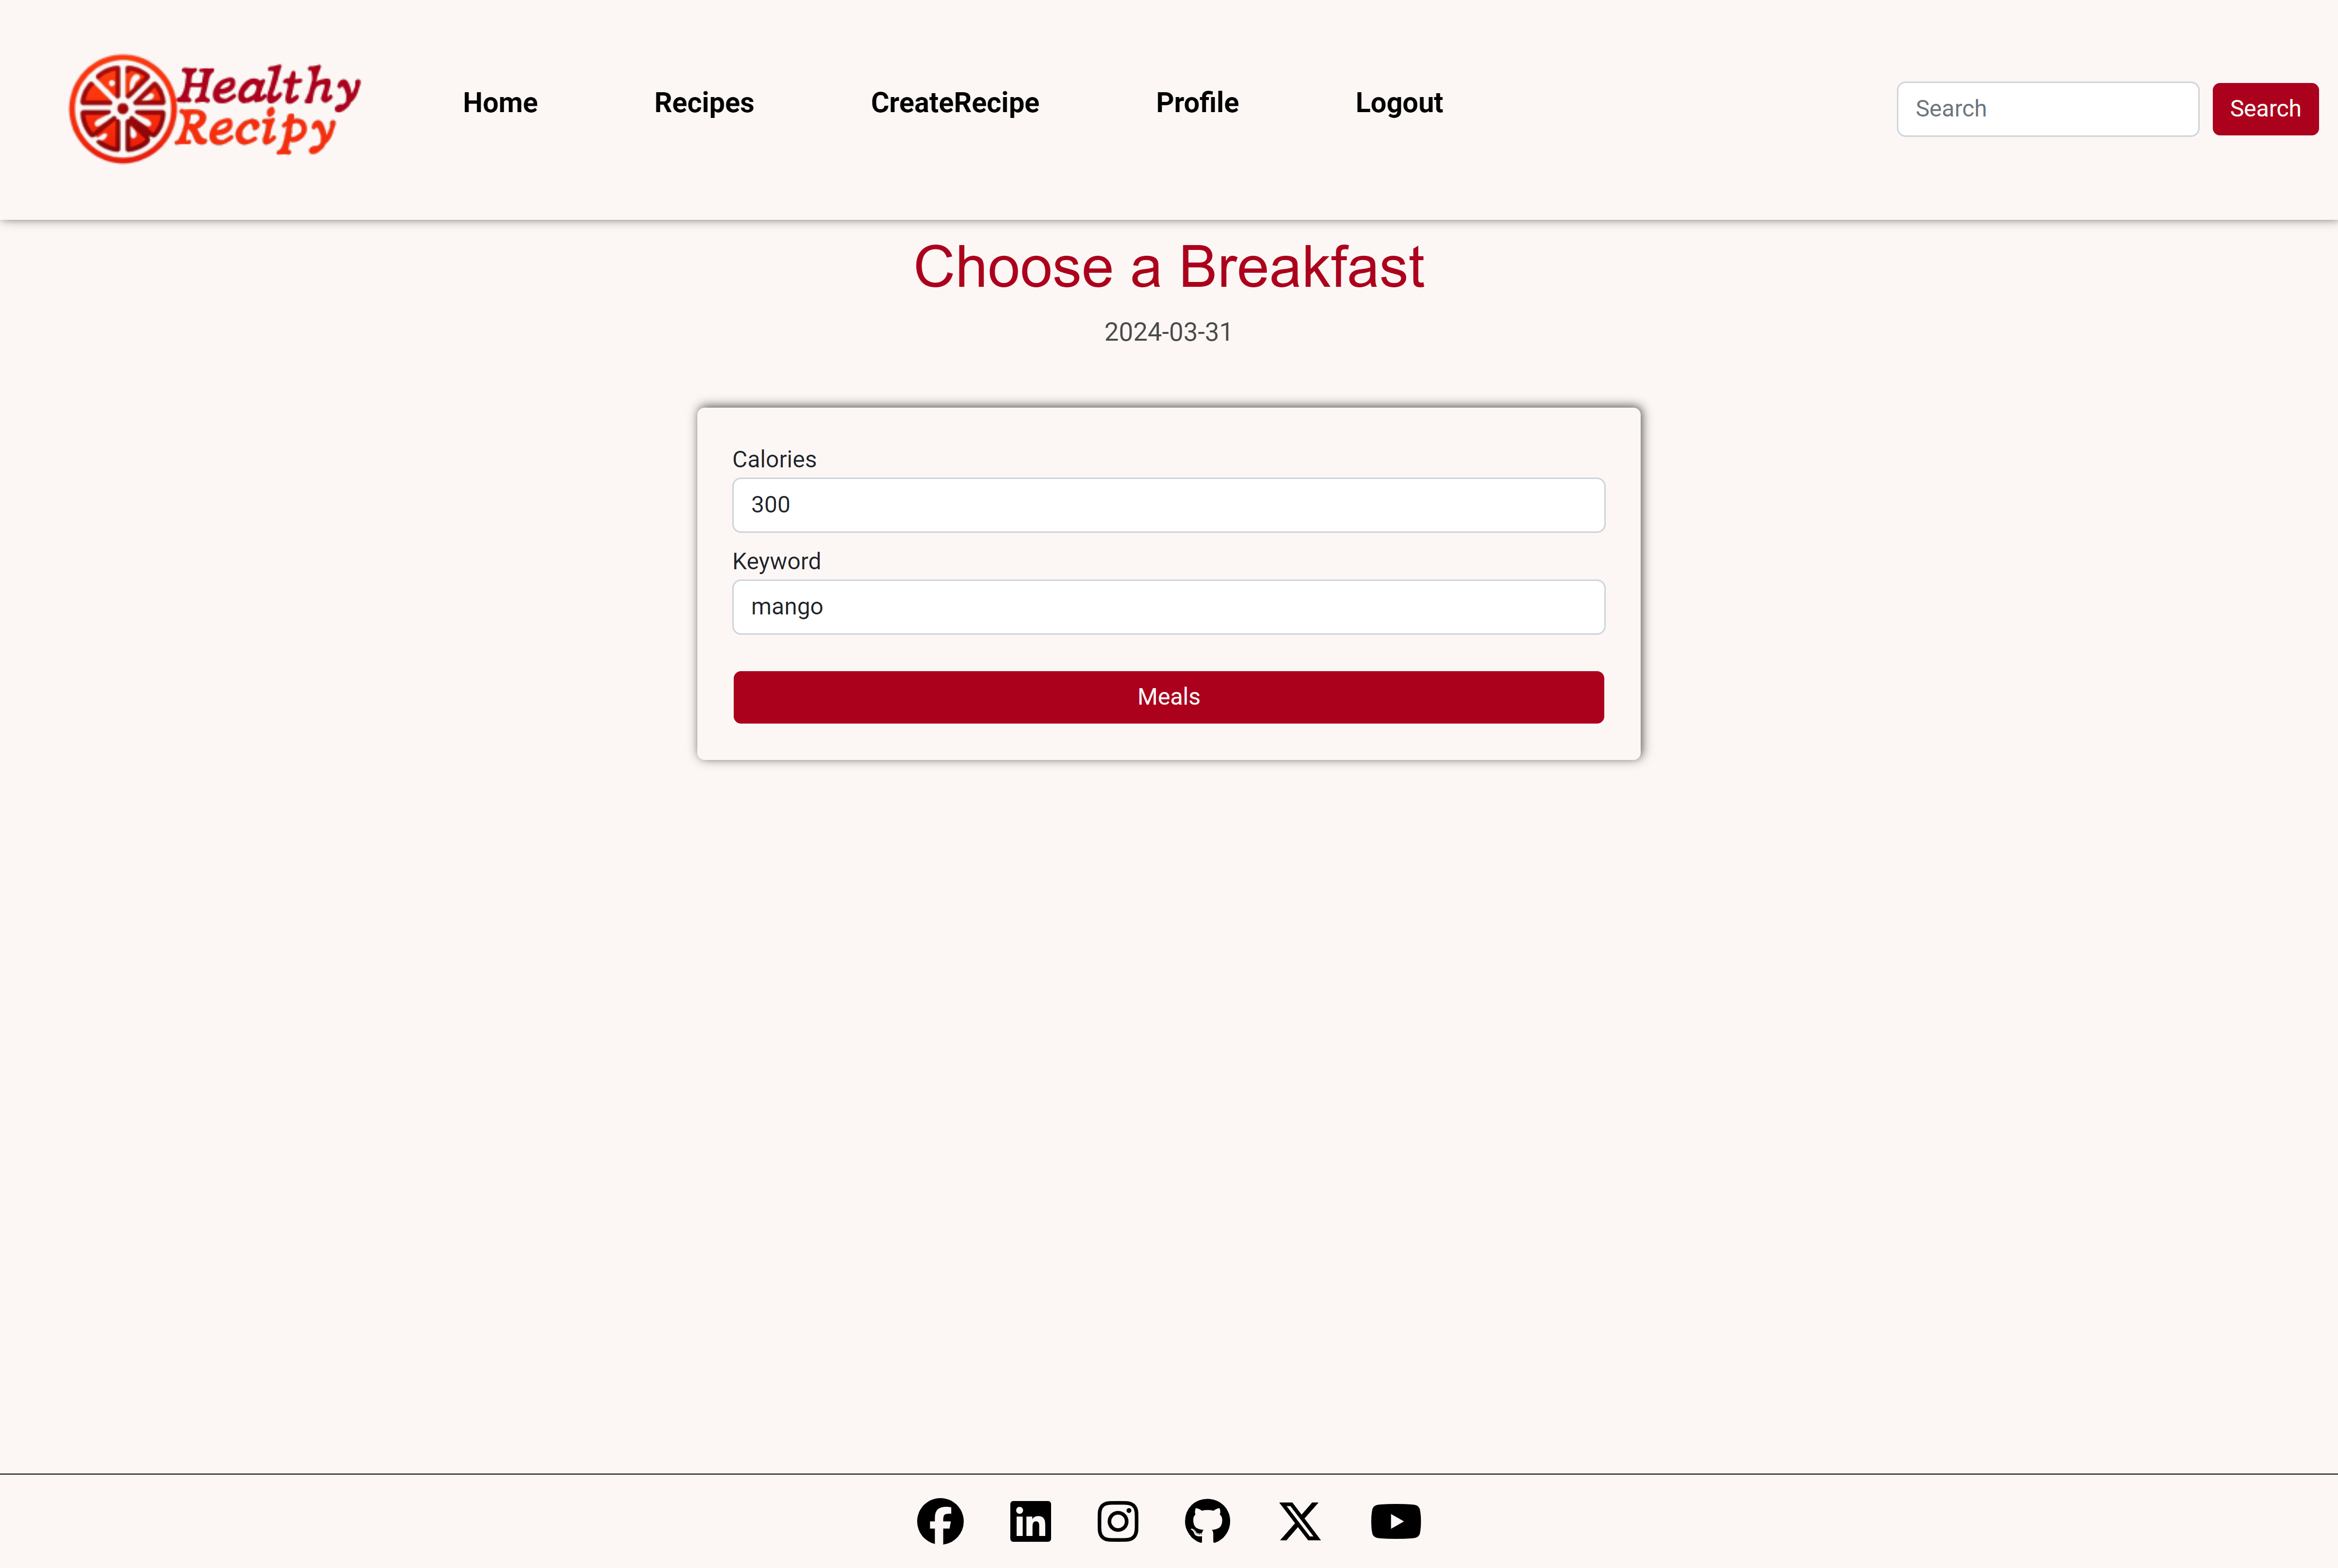 Healthy
Recipy
Home Recipes CreateRecipe Profile Logout Search Search
Choose a Breakfast
2024-03-31
Calories
300
Keyword
mango
Meals